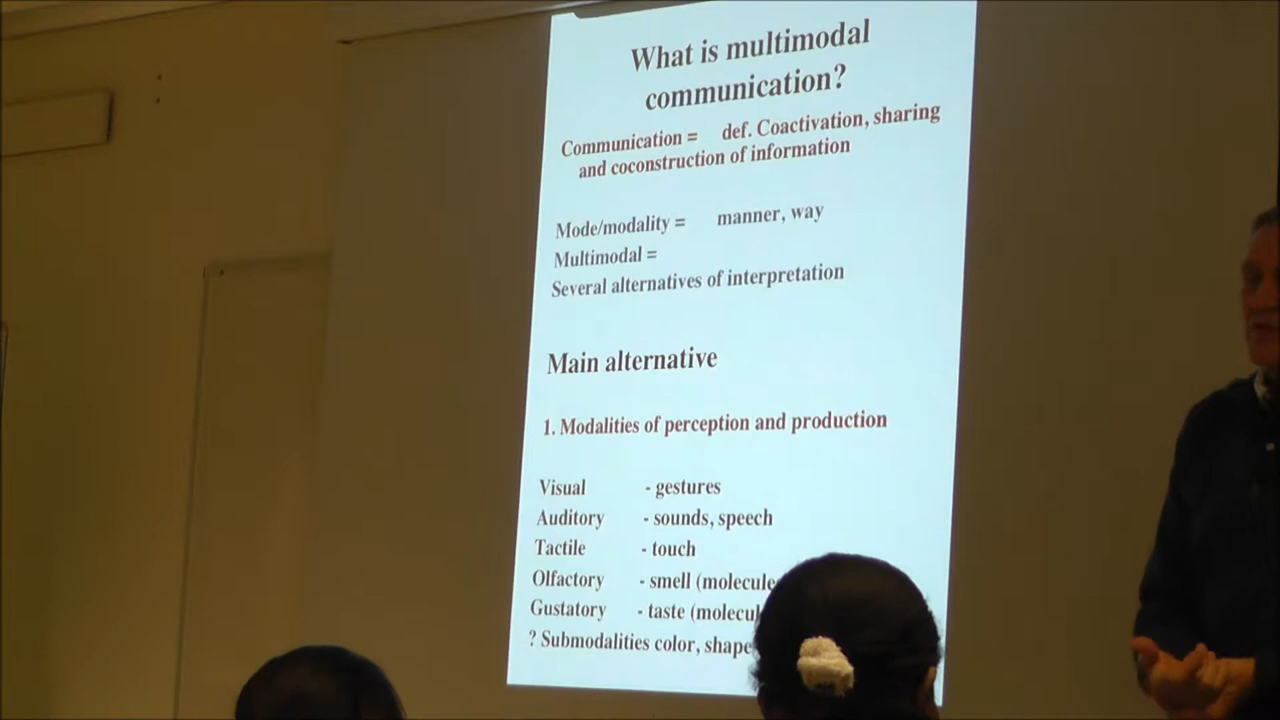 What is multimodal
communication?
Communication = def. Coactivation, sharing
and coconstruction of information
Mode/modality = manner, way
Multimodal =
Several alternatives of interpretation
Main alternative
1. Modalities of perception and production
Visual - gestures
Auditory - sounds, speech
Tactile - touch
Olfactory - smell
Gustatory - taste
? Submodalities color, shape